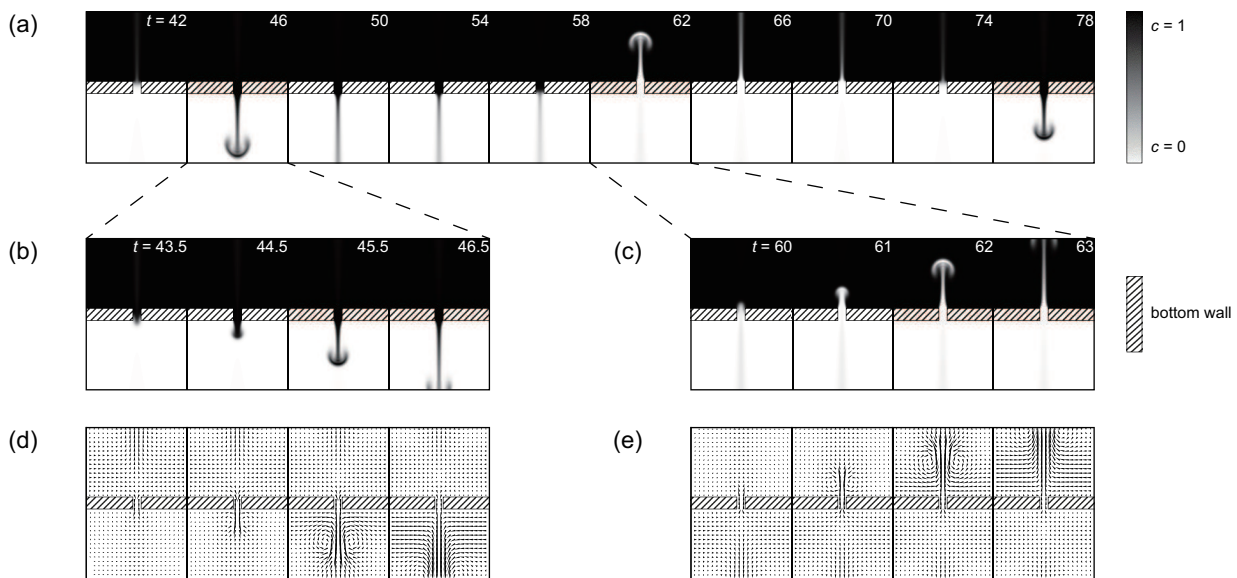 (a)
t = 42 46 50 54 58 62 66 70 74 78
c = 1
c = 0
(b)
t = 43.5 44.5 45.5 46.5
(c)
t = 60 61 62 63
bottom wall
(d)
(e)